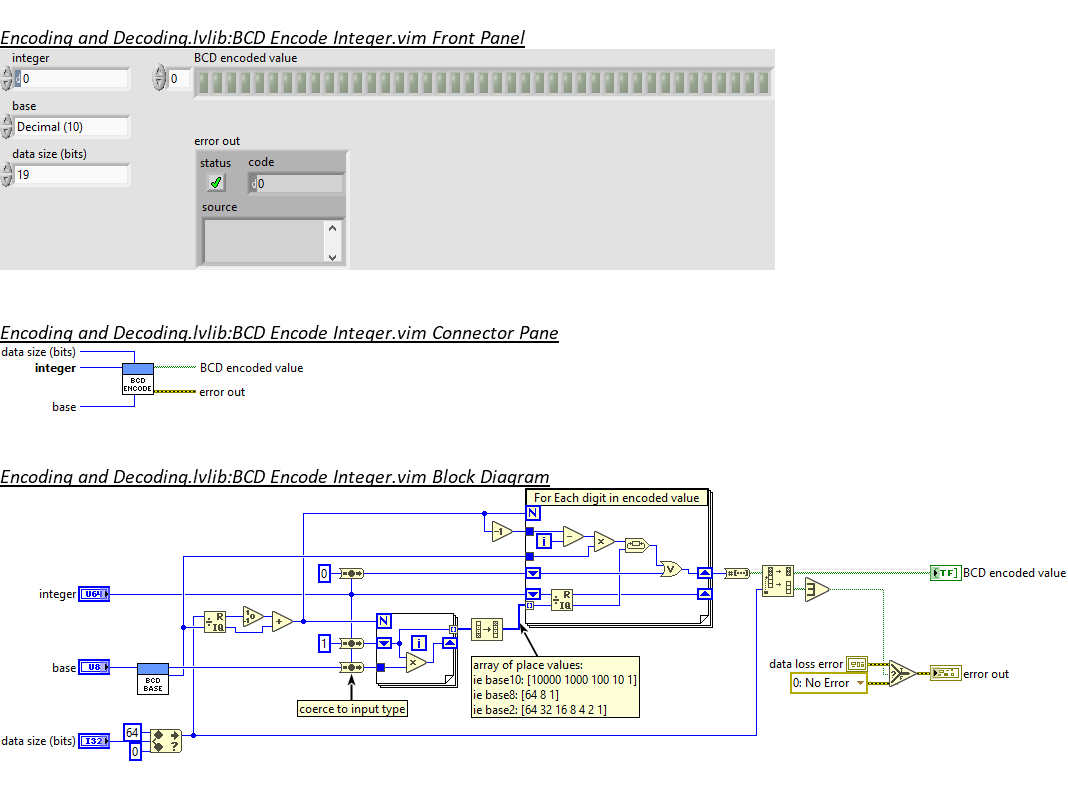 Encoding and Decoding.lvlib:BCD Encode Integer.vim Front Panel
integer
BCD encoded value
d 0
0
base
Decimal (10)
error out
data size (bits)
status
code
19
d 0
source
Encoding and Decoding.lvlib:BCD Encode Integer.vim Connector Pane
data size (bits)
integer
BCD encoded value
BCD
ENCODE
error out
base
Encoding and Decoding.lvlib:BCD Encode Integer.vim Block Diagram
For Each digit in encoded value
N
-1
i
-
×
0
V
#[...]
TF
BCD encoded value
integer
U64
R
IQ
+
N
R
IQ
1
i
×
base
U8
BCD
BASE
array of place values:
ie base10: [10000 1000 100 10 1]
ie base8: [64 8 1]
ie base2: [64 32 16 8 4 2 1]
data loss error
0: No Error
?
T
F
error out
coerce to input type
data size (bits)
I32
64
0
?